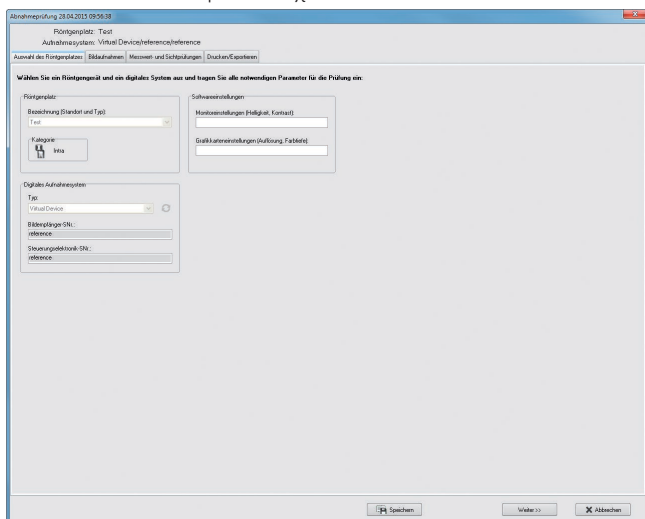 Abnahmeprüfung 28.04.2015 09:56:38
Röntgenplatz: Test
Aufnahmesystem: Virtual Device/reference/reference
Auswahl des Röntgenplatzes Bildaufnahmen Messwert- und Sichtprüfungen Drucken/Exportieren
Wählen Sie ein Röntgengerät und ein digitales System aus und tragen Sie alle notwendigen Parameter für die Prüfung ein:
Röntgenplatz
Bezeichnung (Standort und Typ):
Test
Kategorie
Intra
Softwareeinstellungen
Monitoreinstellungen (Helligkeit, Kontrast):
Grafikkarteneinstellungen (Auflösung, Farbtiefe):
Digitales Aufnahmesystem
Typ:
Virtual Device
Bildempfänger-SNr.:
reference
Steuerungselektronik-SNr.:
reference
Speichern Weiter >> Abbrechen